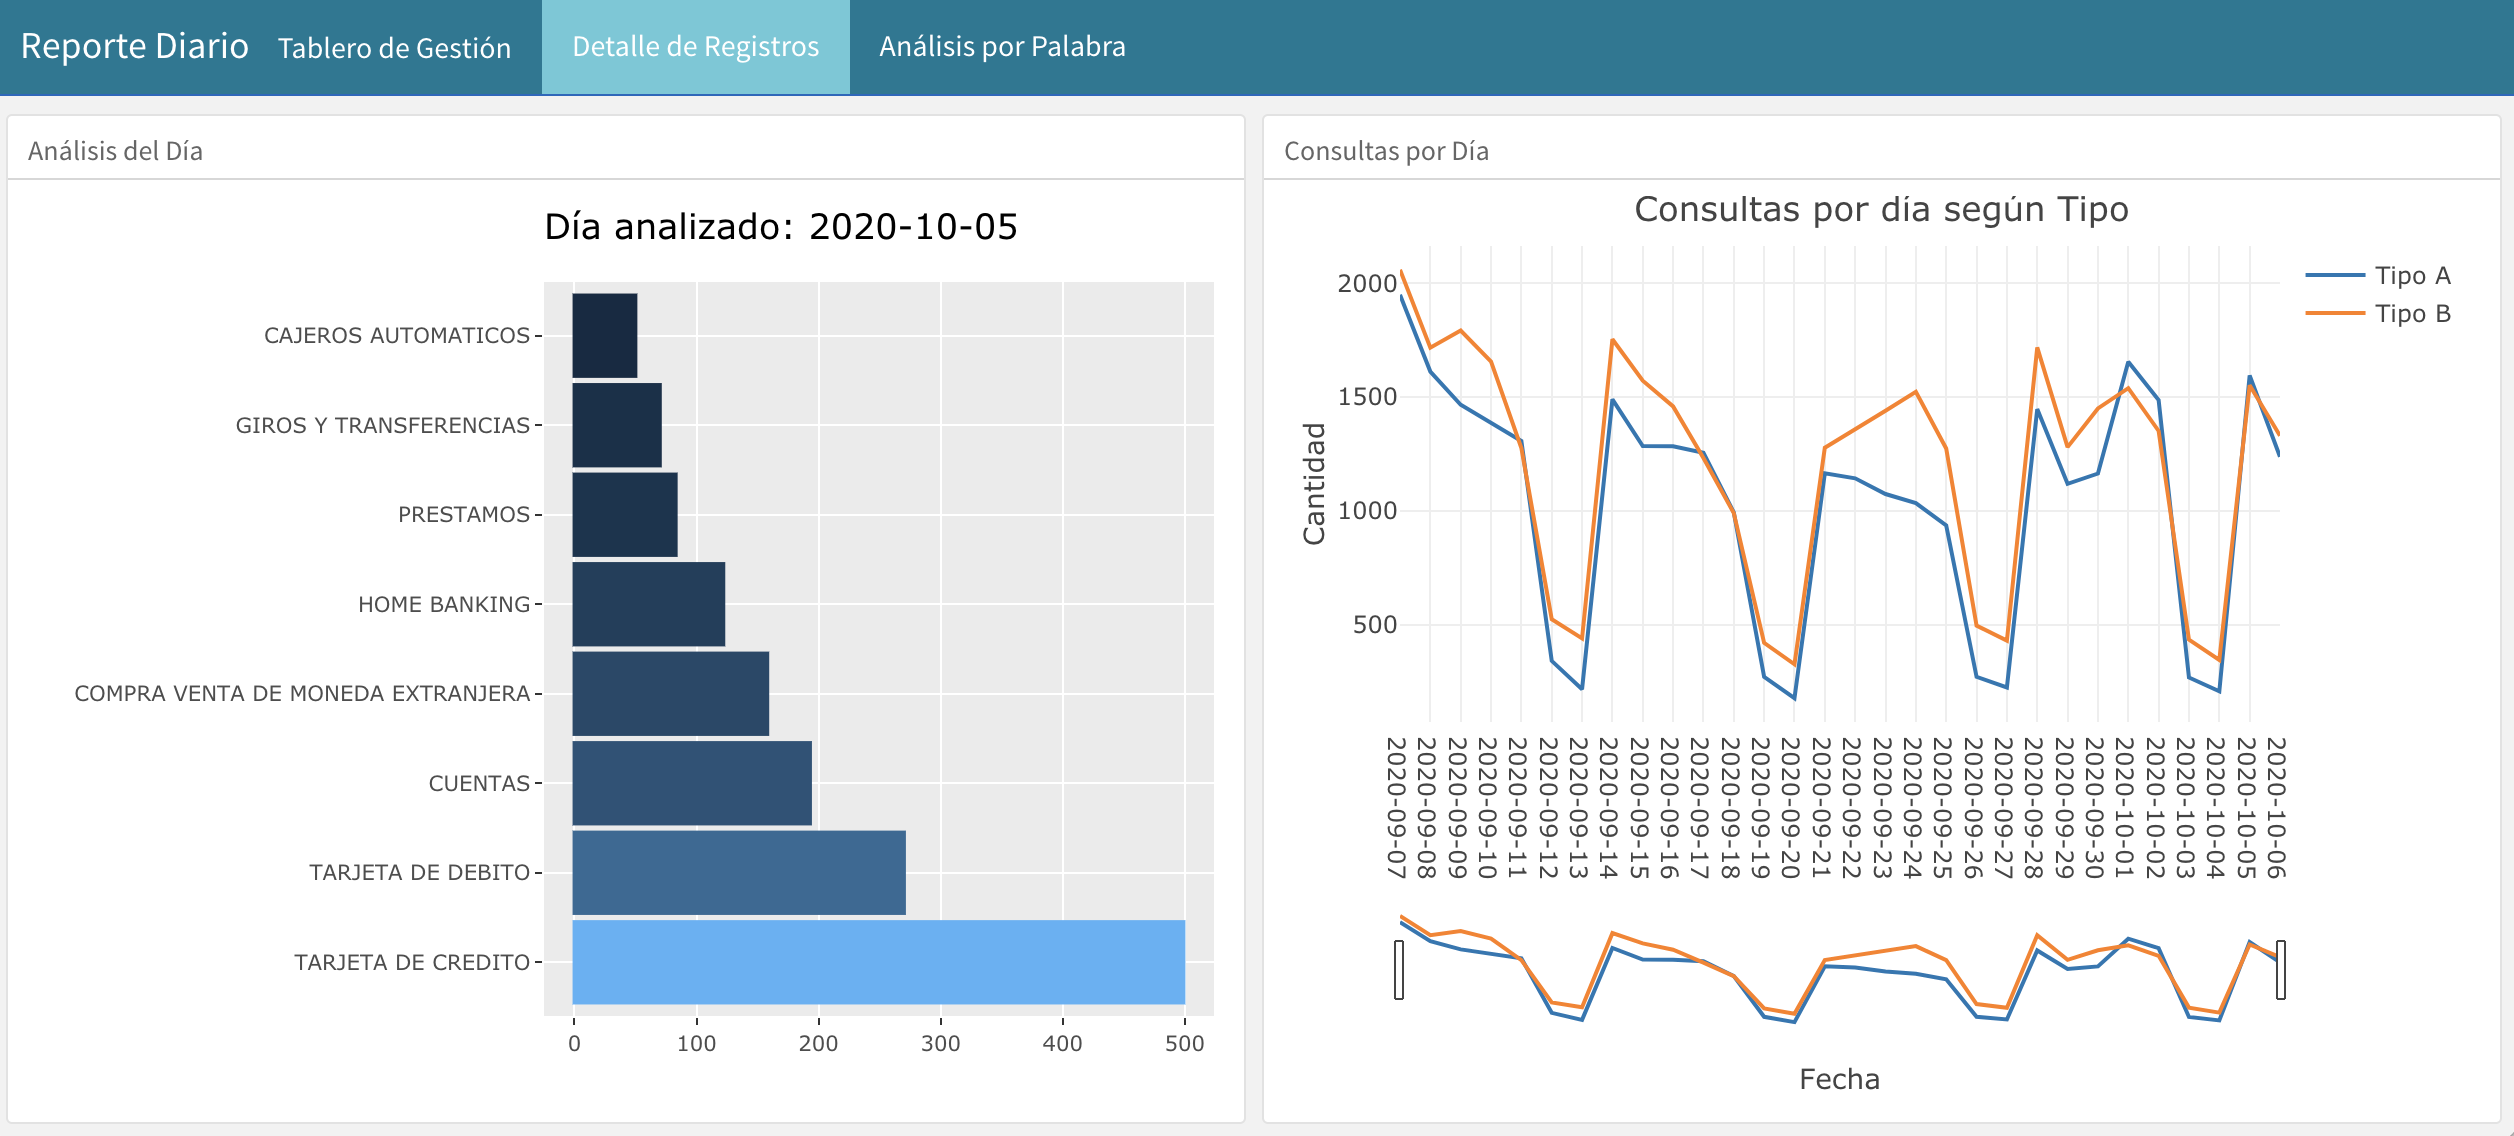 Reporte Diario Tablero de Gestión Detalle de Registros Análisis por Palabra
Análisis del Día
Día analizado: 2020-10-05
CAJEROS AUTOMATICOS
GIROS Y TRANSFERENCIAS
PRESTAMOS
HOME BANKING
COMPRA VENTA DE MONEDA EXTRANJERA
CUENTAS
TARJETA DE DEBITO
TARJETA DE CREDITO
0 100 200 300 400 500
Consultas por Día
Consultas por día según Tipo
Tipo A
Tipo B
Cantidad
2000
1500
1000
500
2020-09-07
2020-09-08
2020-09-09
2020-09-10
2020-09-11
2020-09-12
2020-09-13
2020-09-14
2020-09-15
2020-09-16
2020-09-17
2020-09-18
2020-09-19
2020-09-20
2020-09-21
2020-09-22
2020-09-23
2020-09-24
2020-09-25
2020-09-26
2020-09-27
2020-09-28
2020-09-29
2020-09-30
2020-10-01
2020-10-02
2020-10-03
2020-10-04
2020-10-05
2020-10-06
Fecha